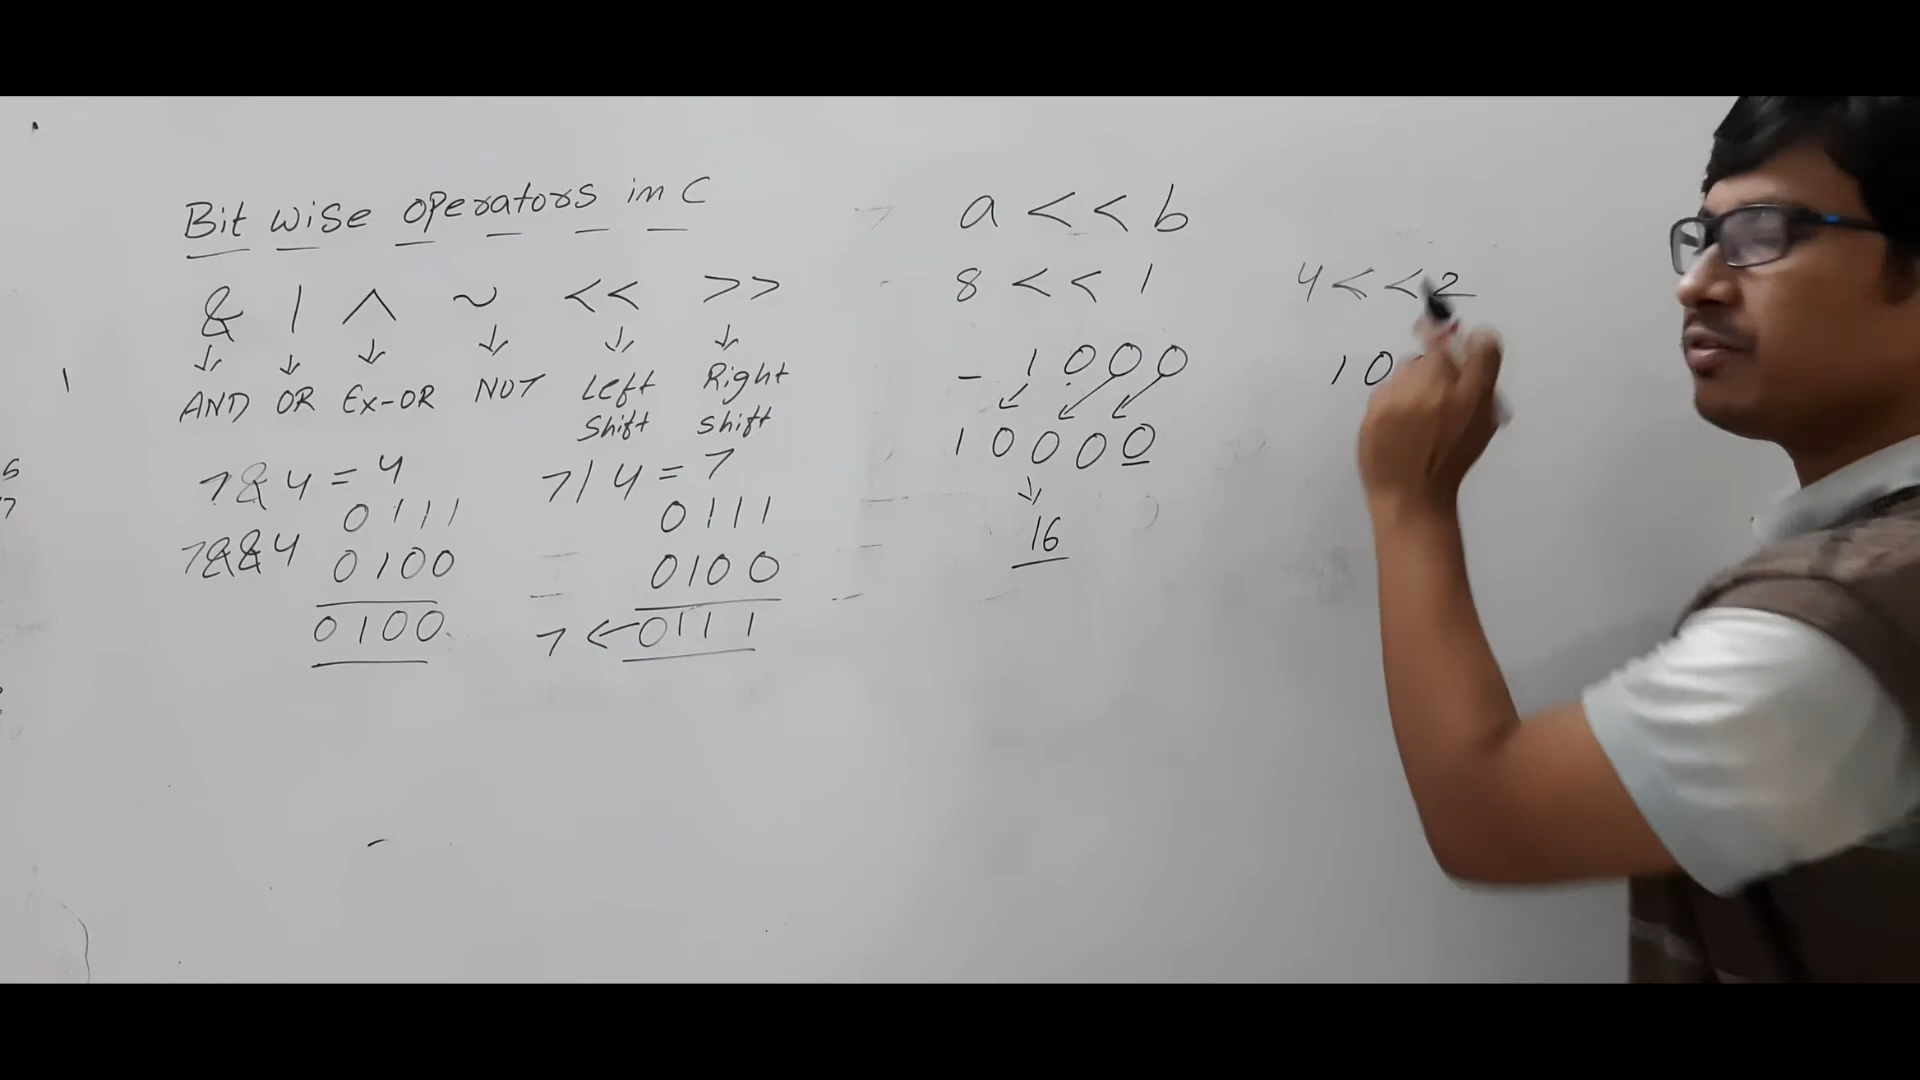 Bit wise operators in C
& | ^ ~ << >>
AND OR Ex-OR NOT Left Shift Right Shift
7 & 4 = 4
0111
7 && 4
0100
0100
7 | 4 = 7
0111
0100
7 ← 0111
a << b
8 << 1
- 1000
10000
16
4 << 2
10